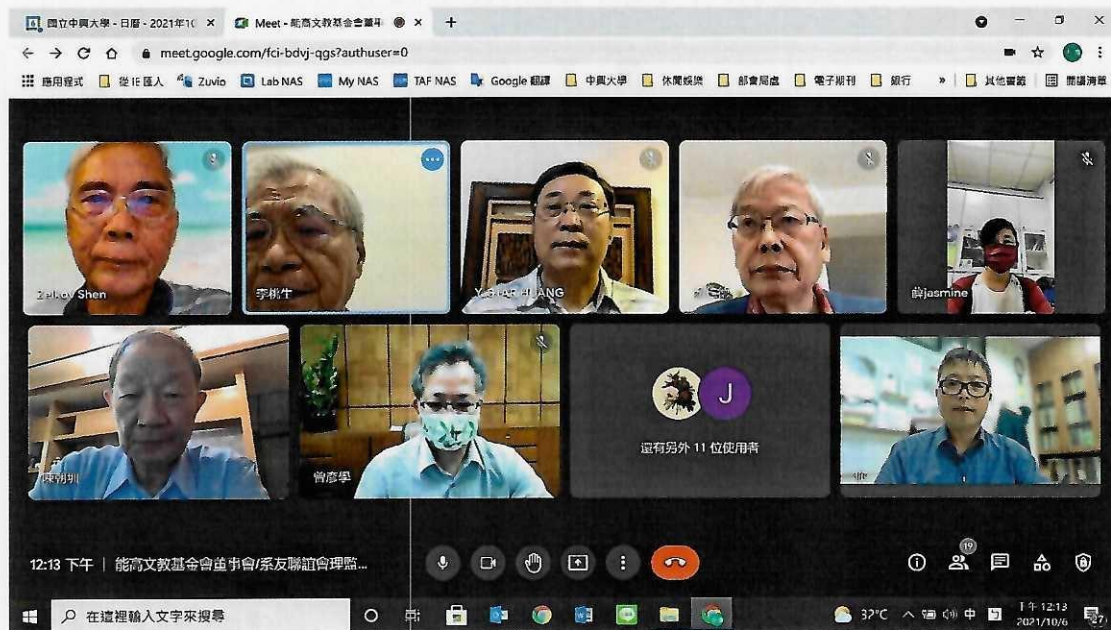 國立中興大學 - 日曆 - 2021年10
Meet - 能高文教基金會董事
meet.google.com/fci-bdvj-qgs?authuser=0
應用程式
從 IE 匯入
Zuvio
Lab NAS
My NAS
TAF NAS
Google 翻譯
中興大學
休閒娛樂
部會局處
電子期刊
銀行
»
其他書籤
閱讀清單
Shen
李桃生
HUANG
薛jasmine
陳朝圳
曾彥學
J
還有另外 11 位使用者
12:13 下午 | 能高文教基金會董事會/系友聯誼會理監...
19
在這裡輸入文字來搜尋
32°C
中
下午 12:13
2021/10/6
27